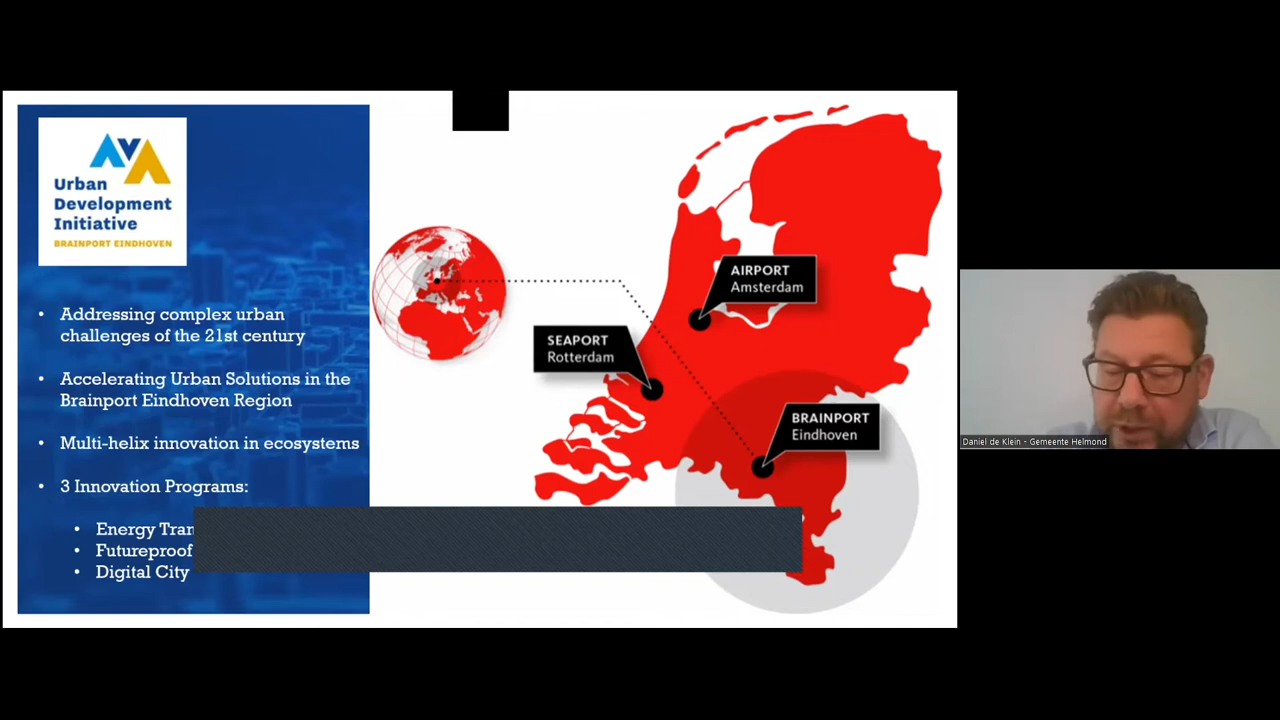 Urban
Development
Initiative
BRAINPORT EINDHOVEN
• Addressing complex urban
challenges of the 21st century
• Accelerating Urban Solutions in the
Brainport Eindhoven Region
• Multi-helix innovation in ecosystems
• 3 Innovation Programs:
• Energy Tran
• Futureproof
• Digital City
AIRPORT
Amsterdam
SEAPORT
Rotterdam
BRAINPORT
Eindhoven
Daniel de Klein - Gemeente Helmond